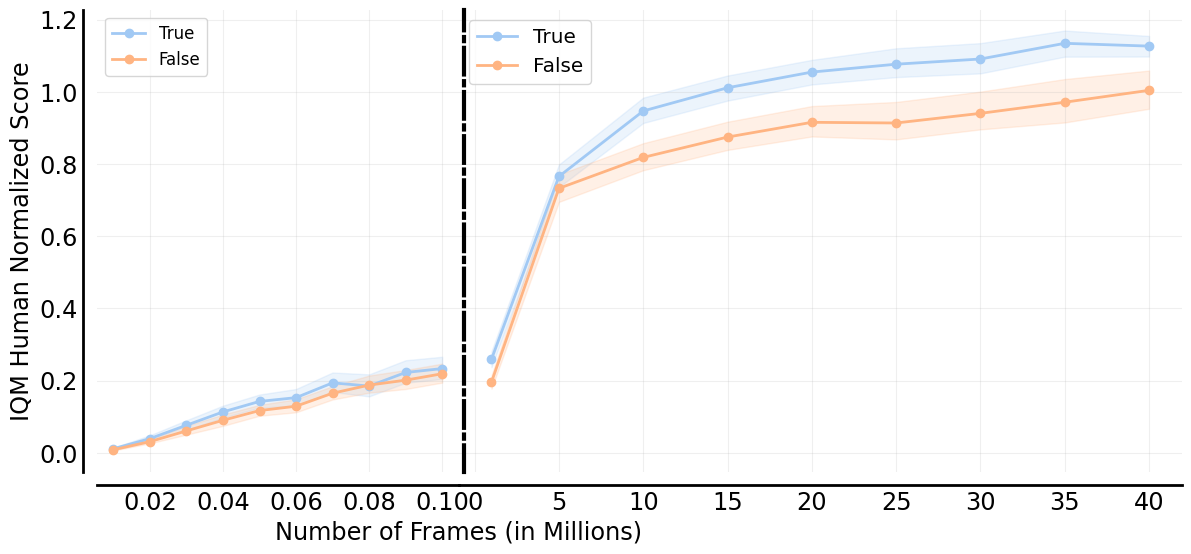 True
False
True
False
IQM Human Normalized Score
1.2
1.0
0.8
0.6
0.4
0.2
0.0
0.02 0.04 0.06 0.08 0.10 0 5 10 15 20 25 30 35 40
Number of Frames (in Millions)